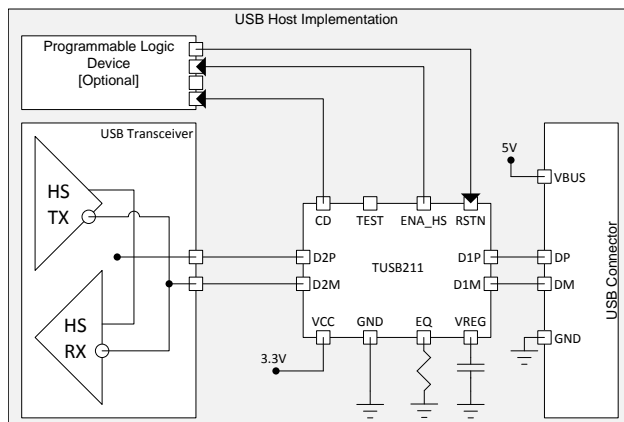 USB Host Implementation
Programmable Logic
Device
[Optional]
USB Transceiver
HS
TX
HS
RX
CD
TEST
ENA_HS
RSTN
D2P
D2M
TUSB211
D1P
D1M
VCC
GND
EQ
VREG
3.3V
5V
VBUS
DP
DM
GND
USB Connector